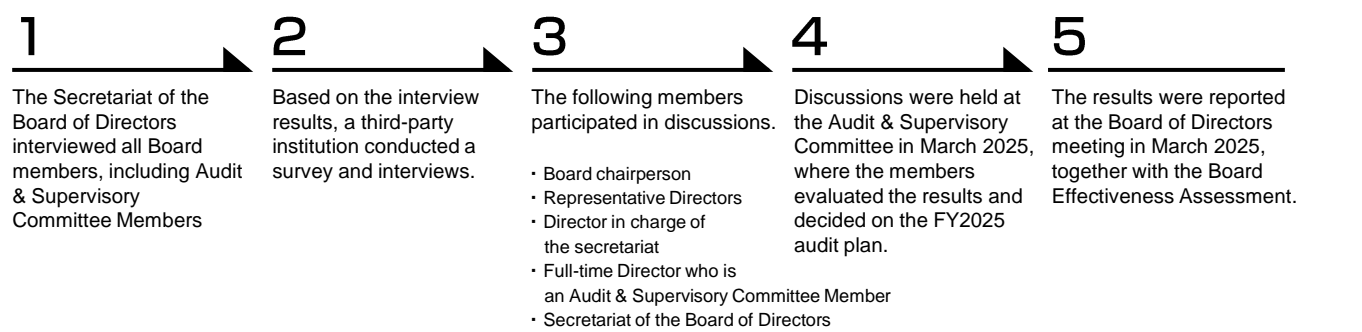 1
The Secretariat of the
Board of Directors
interviewed all Board
members, including Audit
& Supervisory
Committee Members
2
Based on the interview
results, a third-party
institution conducted a
survey and interviews.
3
The following members
participated in discussions.
・Board chairperson
・Representative Directors
・Director in charge of
the secretariat
・Full-time Director who is
an Audit & Supervisory Committee Member
・Secretariat of the Board of Directors
4
Discussions were held at
the Audit & Supervisory
Committee in March 2025,
where the members
evaluated the results and
decided on the FY2025
audit plan.
5
The results were reported
at the Board of Directors
meeting in March 2025,
together with the Board
Effectiveness Assessment.